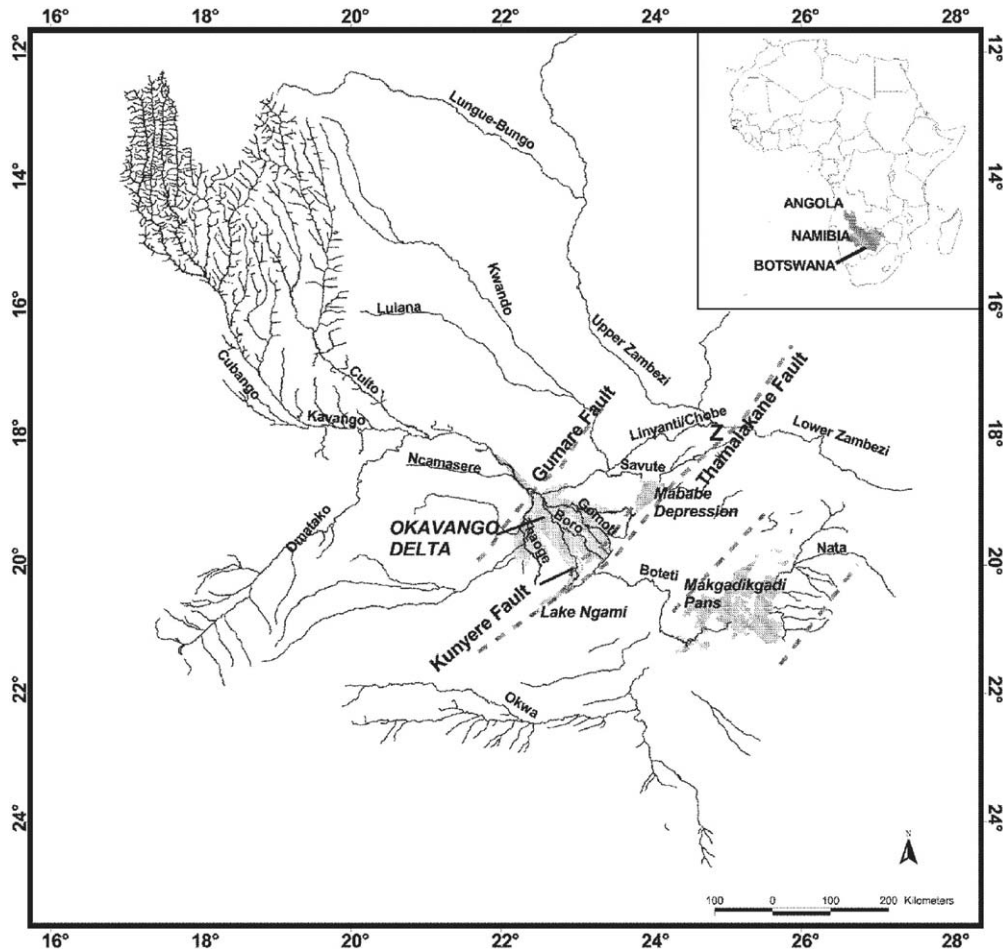 16° 18° 20° 22° 24° 26° 28°
12° 12°
Lungue-Bungo
ANGOLA
NAMIBIA
BOTSWANA
14° 14°
Kwando
Luiana
16° 16°
Upper Zambezi
Cubango
Cuito
Kavango
Gumare Fault
Linyanti/Chobe
Z
Thamalakane Fault
Lower Zambezi
18° 18°
Ncamasere
Savute
Mababe
Depression
Omatako
OKAVANGO
DELTA
Gomoti
Boro
Thaoge
20° 20°
Boteti
Nata
Makgadikgadi
Pans
Kunyere Fault
Lake Ngami
22° 22°
Okwa
24° 24°
N
100 0 100 200 Kilometers
16° 18° 20° 22° 24° 26° 28°